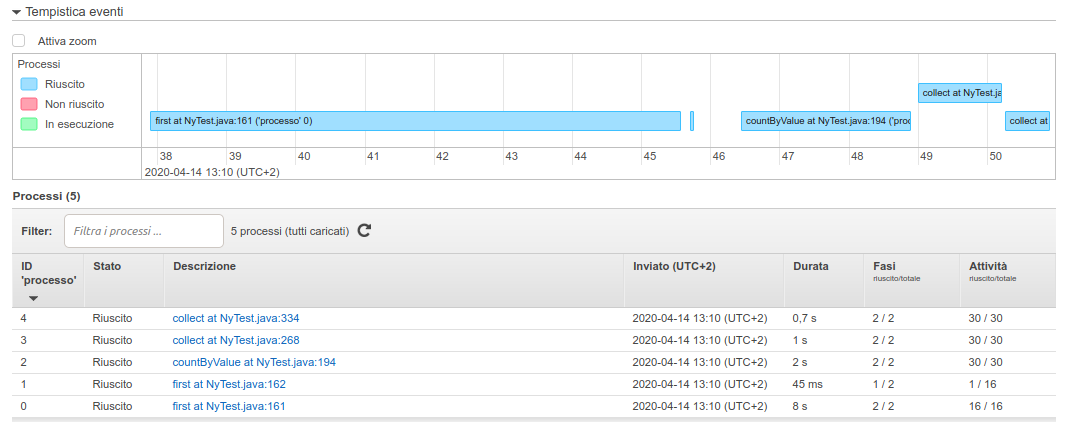 Tempistica eventi
Attiva zoom
Processi
Riuscito
Non riuscito
In esecuzione
collect at NyTest.ja
first at NyTest.java:161 ('processo' 0)
countByValue at NyTest.java:194 ('proc
collect at
38 39 40 41 42 43 44 45 46 47 48 49 50
2020-04-14 13:10 (UTC+2)
Processi (5)
Filter: Filtra i processi ... 5 processi (tutti caricati)
ID 'processo' Stato Descrizione Inviato (UTC+2) Durata Fasi riuscito/totale Attività riuscito/totale
4 Riuscito collect at NyTest.java:334 2020-04-14 13:10 (UTC+2) 0,7 s 2 / 2 30 / 30
3 Riuscito collect at NyTest.java:268 2020-04-14 13:10 (UTC+2) 1 s 2 / 2 30 / 30
2 Riuscito countByValue at NyTest.java:194 2020-04-14 13:10 (UTC+2) 2 s 2 / 2 30 / 30
1 Riuscito first at NyTest.java:162 2020-04-14 13:10 (UTC+2) 45 ms 1 / 2 1 / 16
0 Riuscito first at NyTest.java:161 2020-04-14 13:10 (UTC+2) 8 s 2 / 2 16 / 16